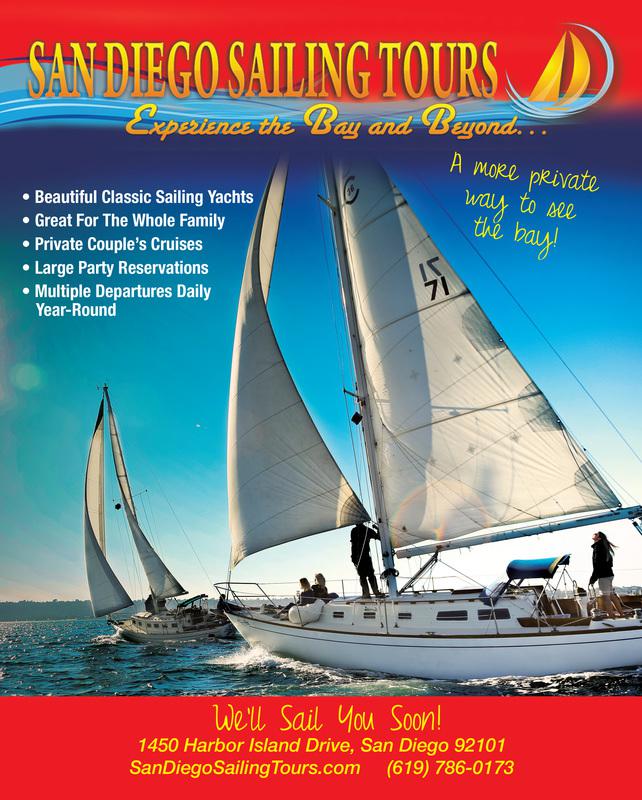 SAN DIEGO SAILING TOURS
Experience the Bay and Beyond...
A more private
way to see
the bay!
• Beautiful Classic Sailing Yachts
• Great For The Whole Family
• Private Couple's Cruises
• Large Party Reservations
• Multiple Departures Daily
Year-Round
71
71
We'll Sail You Soon!
1450 Harbor Island Drive, San Diego 92101
SanDiegoSailingTours.com (619) 786-0173